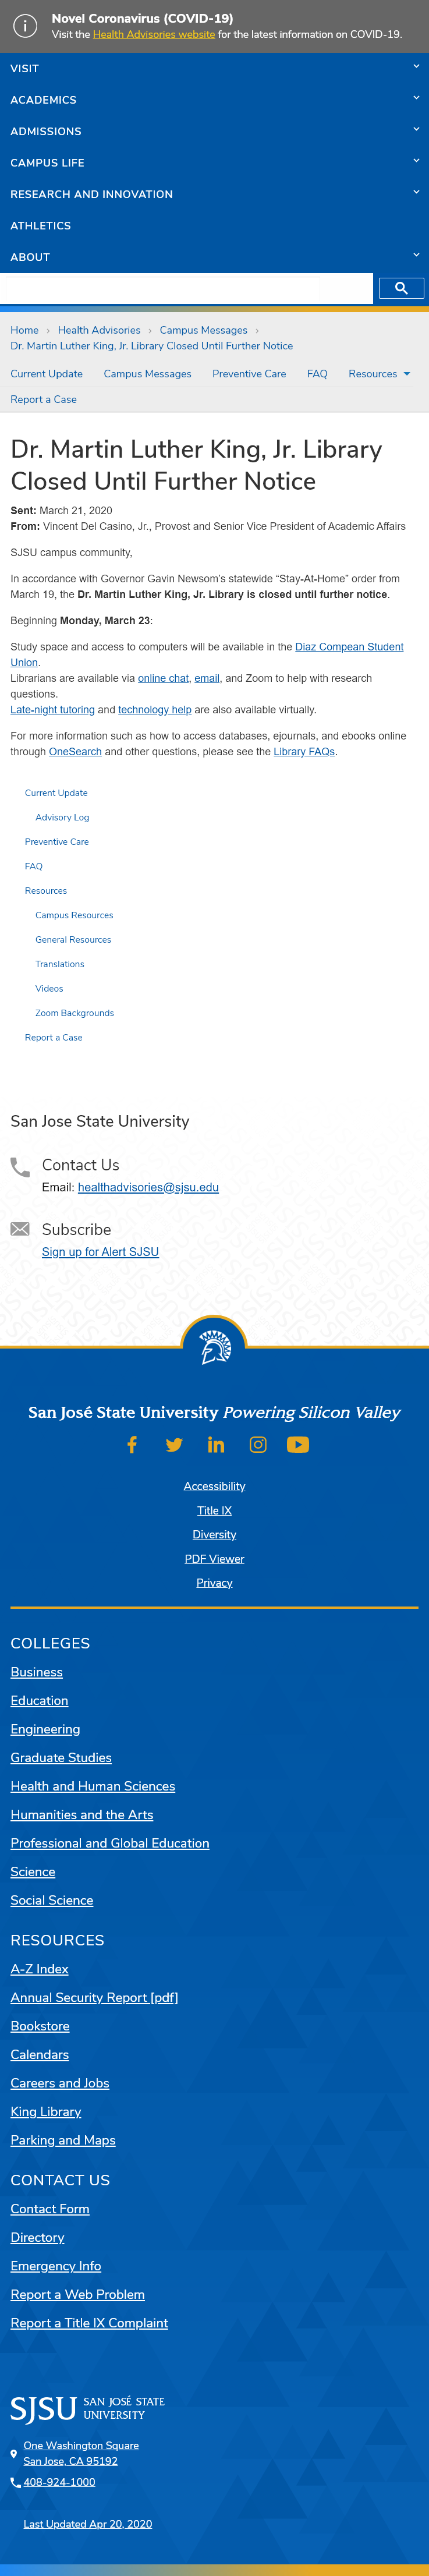 Novel Coronavirus (COVID-19)
Visit the Health Advisories website for the latest information on COVID-19.
VISIT
ACADEMICS
ADMISSIONS
CAMPUS LIFE
RESEARCH AND INNOVATION
ATHLETICS
ABOUT
Home › Health Advisories › Campus Messages ›
Dr. Martin Luther King, Jr. Library Closed Until Further Notice
Current Update Campus Messages Preventive Care FAQ Resources
Report a Case
Dr. Martin Luther King, Jr. Library
Closed Until Further Notice
Sent: March 21, 2020
From: Vincent Del Casino, Jr., Provost and Senior Vice President of Academic Affairs
SJSU campus community,
In accordance with Governor Gavin Newsom's statewide "Stay-At-Home" order from
March 19, the Dr. Martin Luther King, Jr. Library is closed until further notice.
Beginning Monday, March 23:
Study space and access to computers will be available in the Diaz Compean Student
Union.
Librarians are available via online chat, email, and Zoom to help with research
questions.
Late-night tutoring and technology help are also available virtually.
For more information such as how to access databases, ejournals, and ebooks online
through OneSearch and other questions, please see the Library FAQs.
Current Update
Advisory Log
Preventive Care
FAQ
Resources
Campus Resources
General Resources
Translations
Videos
Zoom Backgrounds
Report a Case
San Jose State University
Contact Us
Email: healthadvisories@sjsu.edu
Subscribe
Sign up for Alert SJSU
San José State University Powering Silicon Valley
Accessibility
Title IX
Diversity
PDF Viewer
Privacy
COLLEGES
Business
Education
Engineering
Graduate Studies
Health and Human Sciences
Humanities and the Arts
Professional and Global Education
Science
Social Science
RESOURCES
A-Z Index
Annual Security Report [pdf]
Bookstore
Calendars
Careers and Jobs
King Library
Parking and Maps
CONTACT US
Contact Form
Directory
Emergency Info
Report a Web Problem
Report a Title IX Complaint
SJSU SAN JOSÉ STATE
UNIVERSITY
One Washington Square
San Jose, CA 95192
408-924-1000
Last Updated Apr 20, 2020